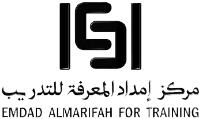 مركز إمداد المعرفة للتدريب
EMDAD ALMARIFAH FOR TRAINING